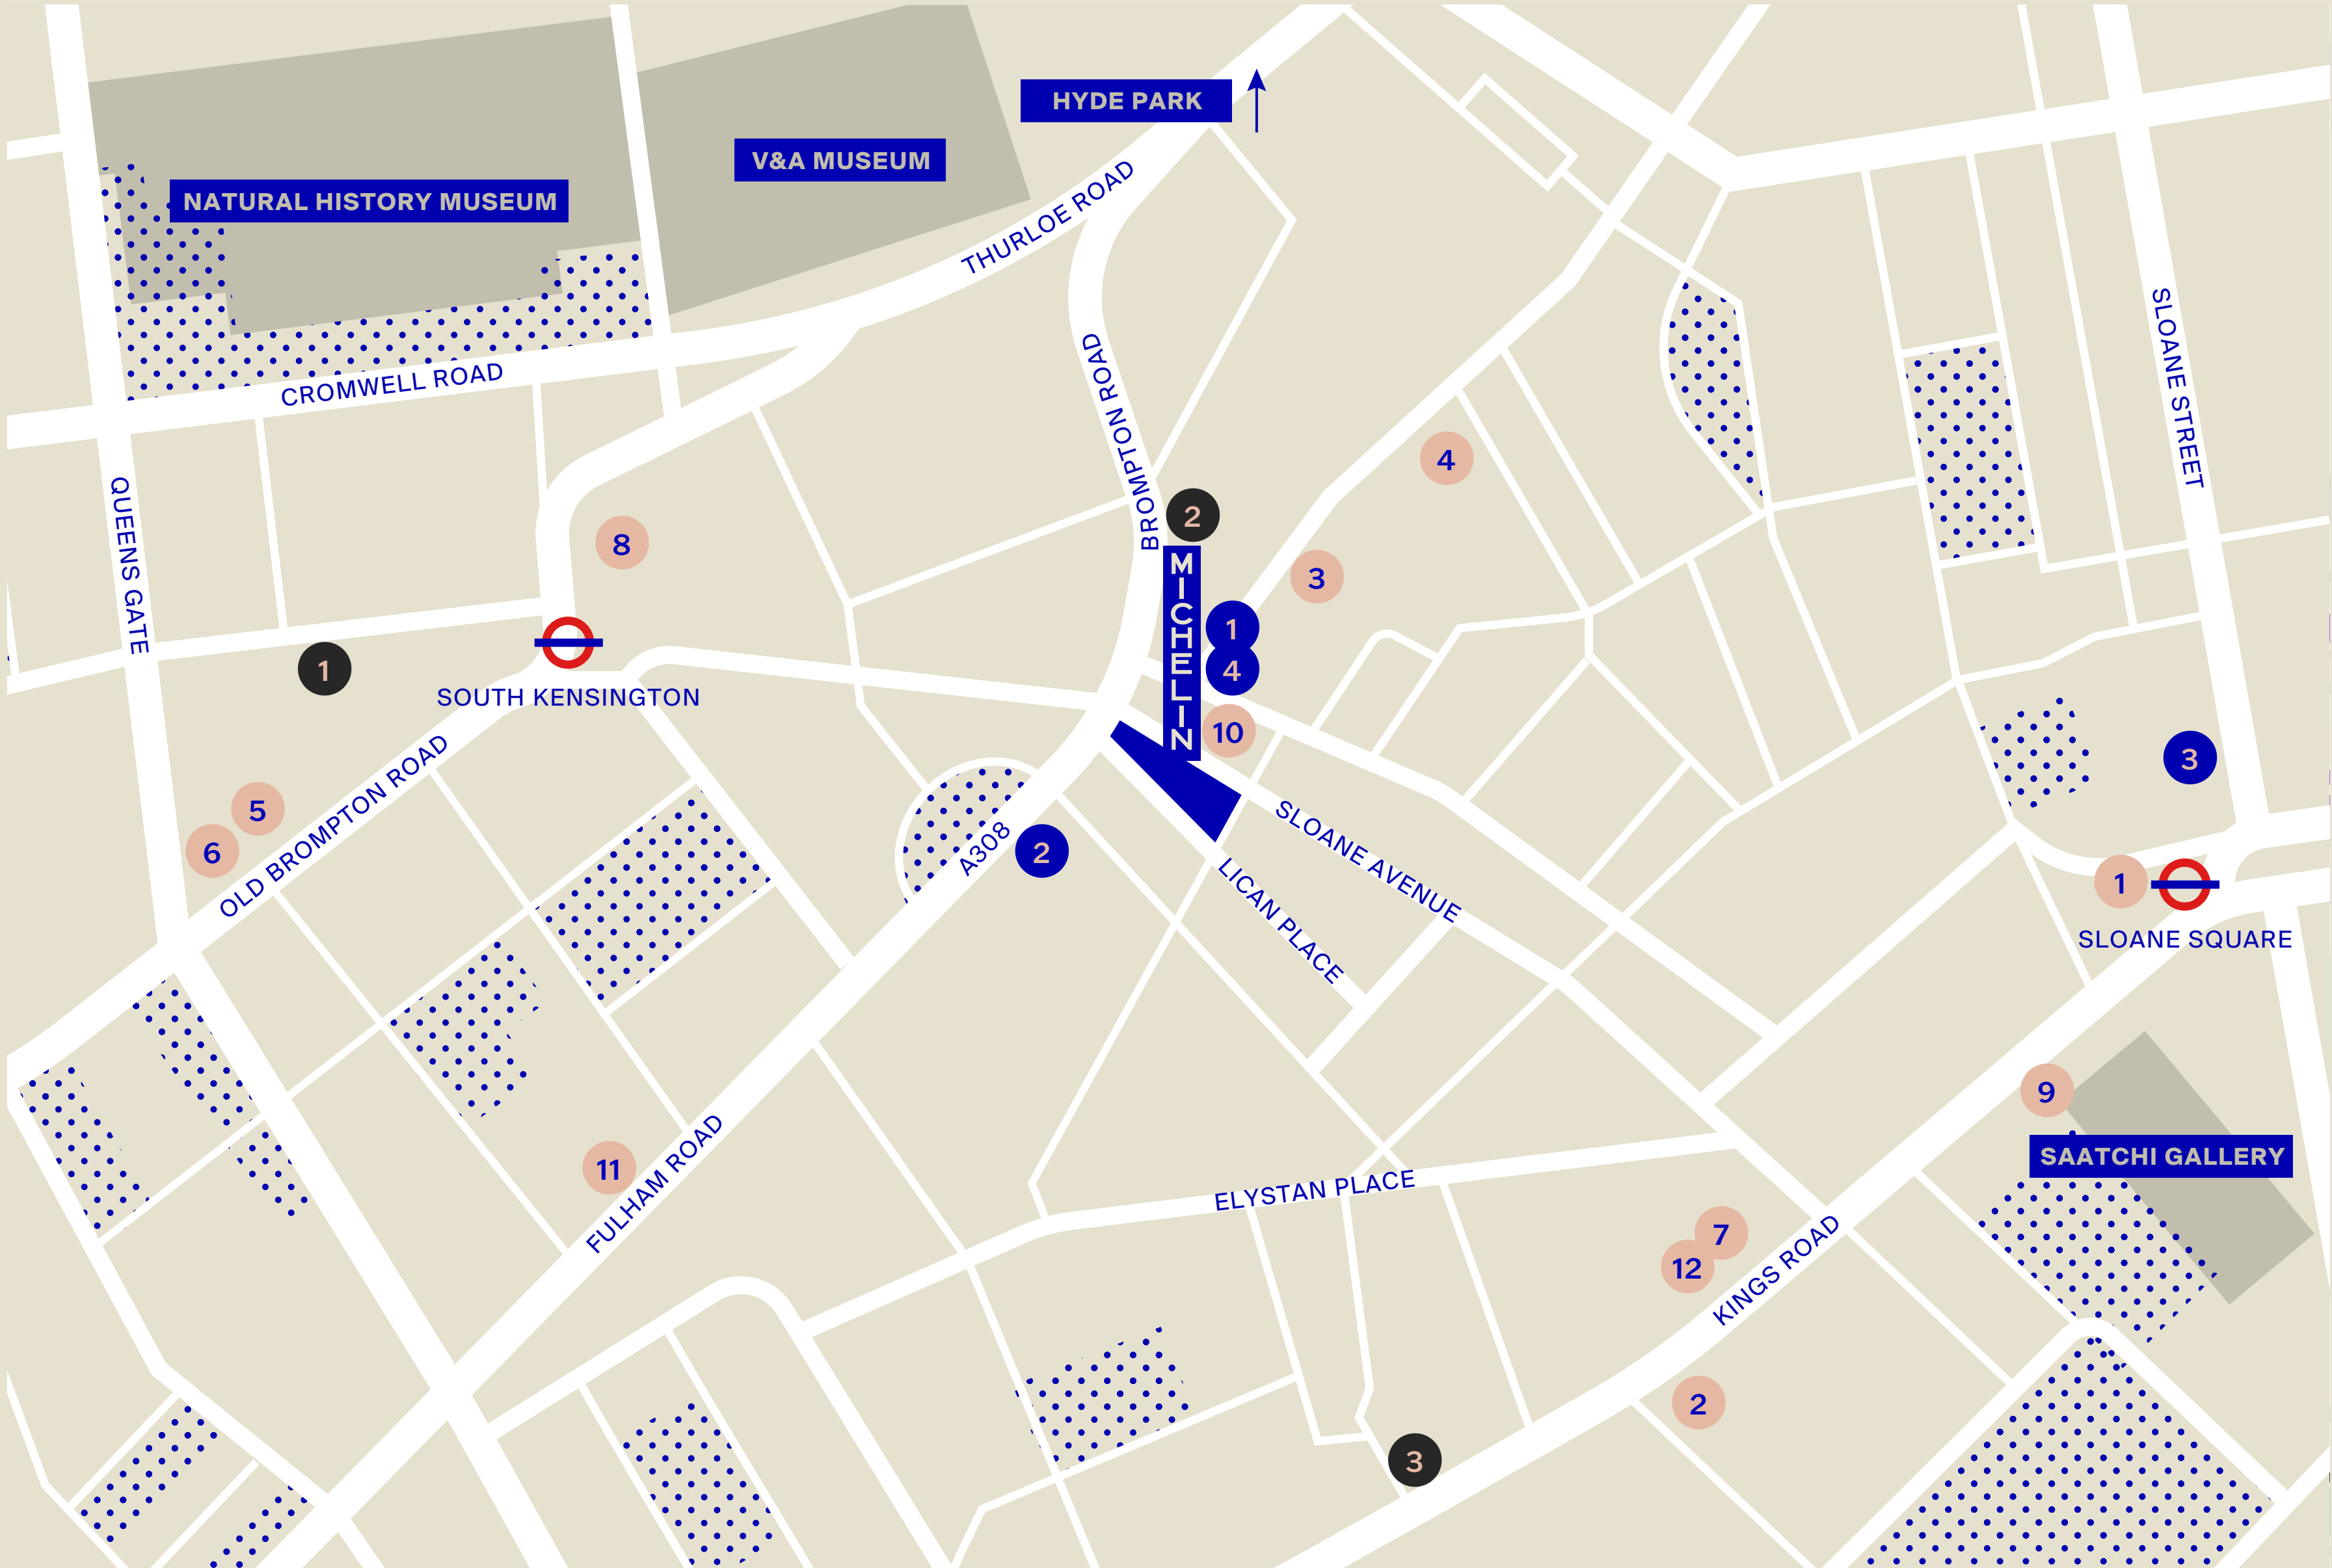 HYDE PARK
V&A MUSEUM
NATURAL HISTORY MUSEUM
THURLOE ROAD
CROMWELL ROAD
BROMPTON ROAD
SLOANE STREET
QUEENS GATE
4
2
8
3
MICHELIN
1
4
1
SOUTH KENSINGTON
10
3
5
6
OLD BROMPTON ROAD
A308
2
SLOANE AVENUE
LICAN PLACE
1
SLOANE SQUARE
9
SAATCHI GALLERY
11
FULHAM ROAD
ELYSTAN PLACE
7
12
KINGS ROAD
2
3